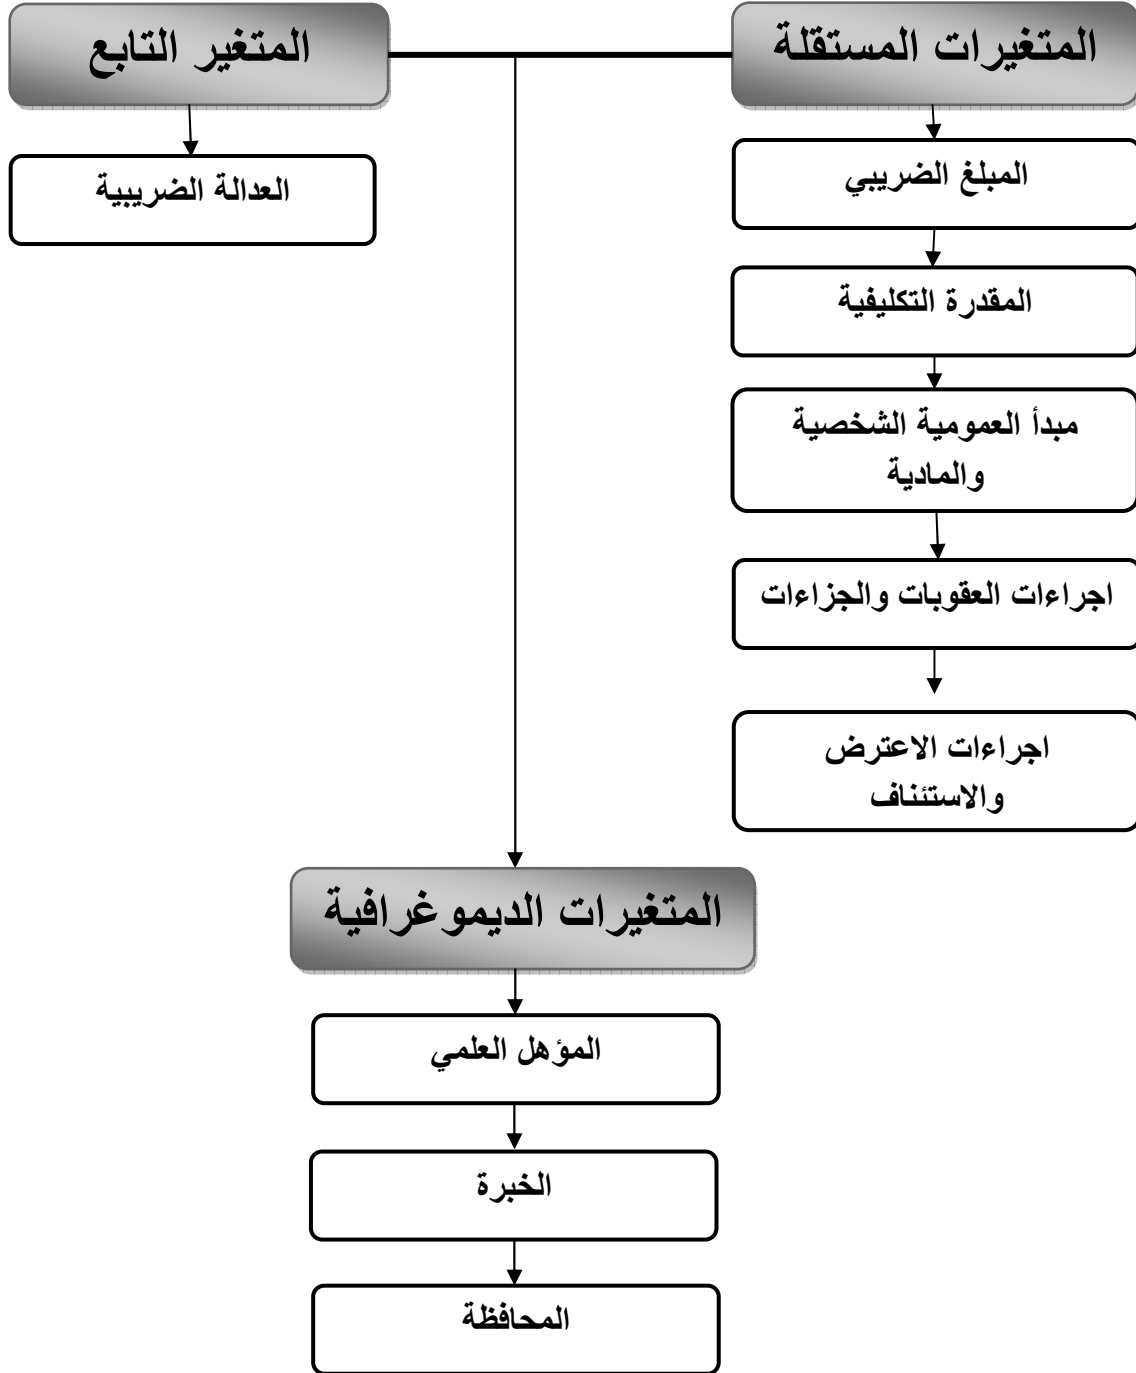 المتغيرات المستقلة
المبلغ الضريبي
المقدرة التكليفية
مبدأ العمومية الشخصية
والمادية
اجراءات العقوبات والجزاءات
اجراءات الاعترض
والاستئناف
المتغير التابع
العدالة الضريبية
المتغيرات الديموغرافية
المؤهل العلمي
الخبرة
المحافظة